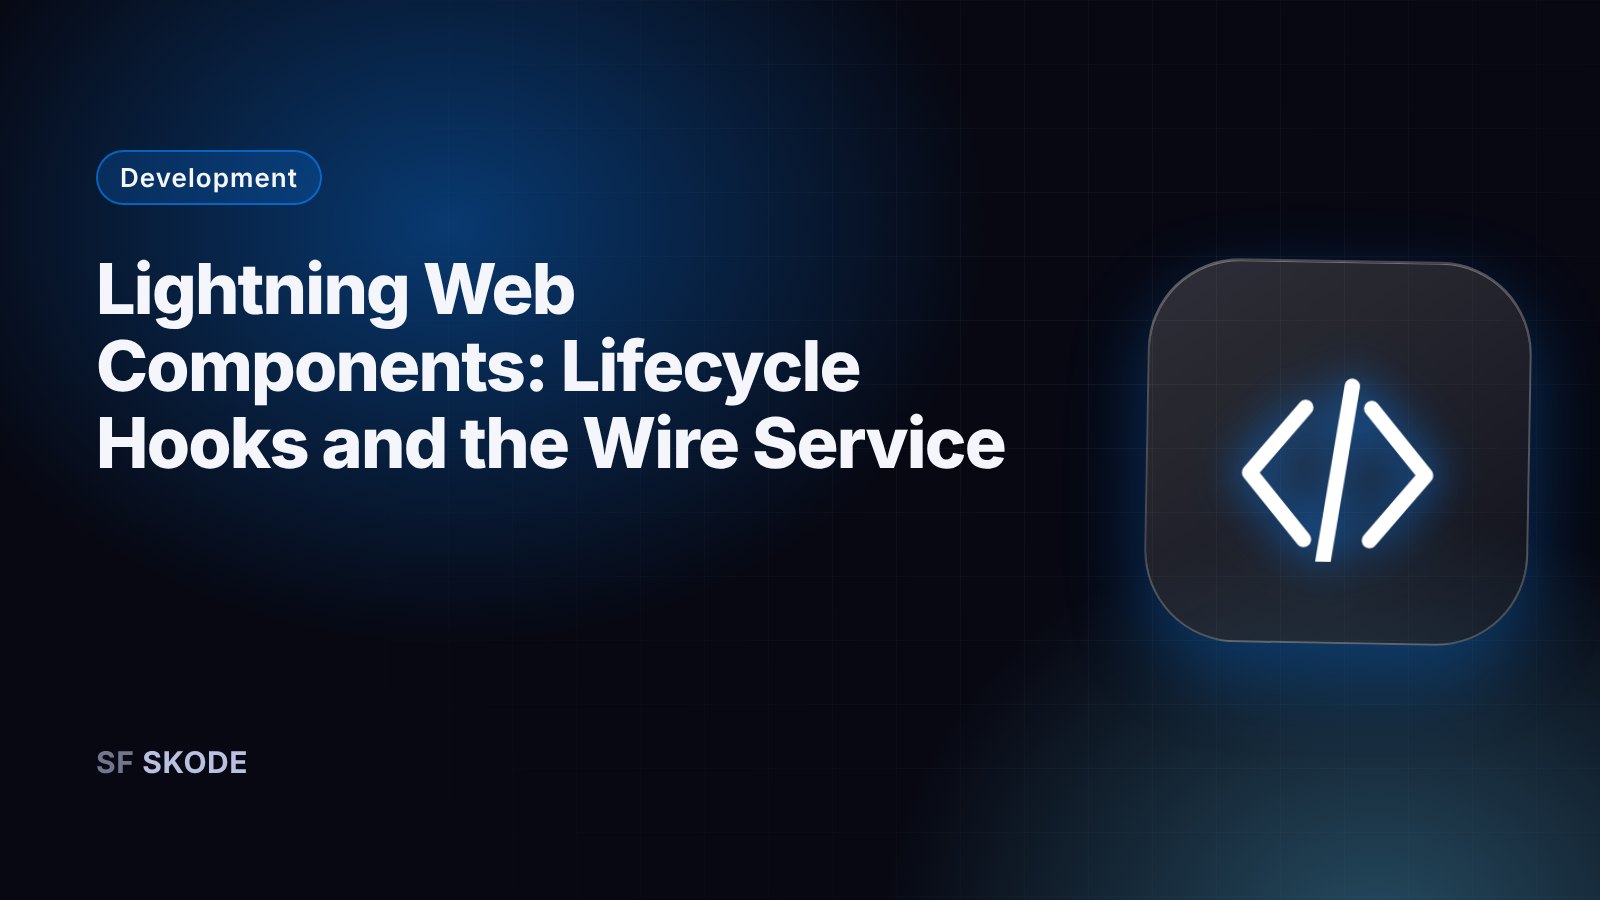 Development
Lightning Web
Components: Lifecycle
Hooks and the Wire Service
SF SKODE